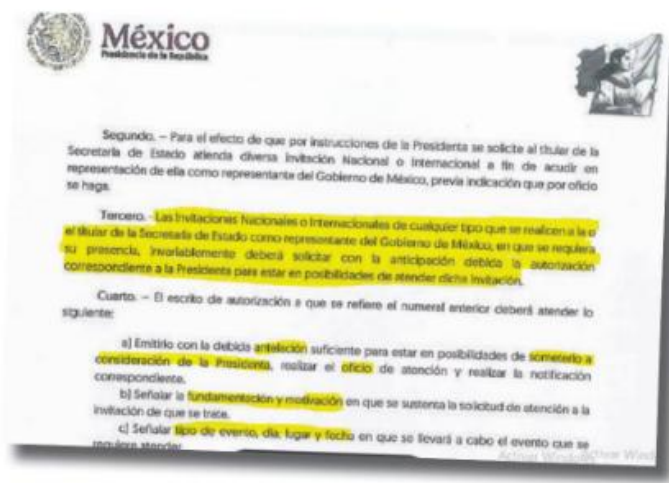 México
Presidencia de la República
Segundo. – Para el efecto de que por instrucciones de la Presidenta se solicite al titular de la
Secretaría de Estado atienda diversa invitación Nacional o Internacional a fin de acudir en
representación de ella como representante del Gobierno de México, previa indicación que por oficio
se haga.
Tercero. - Las Invitaciones Nacionales o Internacionales de cualquier tipo que se realicen a la o
el titular de la Secretaría de Estado como representante del Gobierno de México, en que se requiera
su presencia, invariablemente deberá solicitar con la anticipación debida la autorización
correspondiente a la Presidenta para estar en posibilidades de atender dicha invitación.
Cuarto. – El escrito de autorización a que se refiere el numeral anterior deberá atender lo
siguiente:
a) Emitirlo con la debida antelación suficiente para estar en posibilidades de someterlo a
consideración de la Presidenta, realizar el oficio de atención y realizar la notificación
correspondiente.
b) Señalar la fundamentación y motivación en que se sustenta la solicitud de atención a la
invitación de que se trate.
c) Señalar tipo de evento, día, lugar y fecha en que se llevará a cabo el evento que se
requiere atender.
Activar Windows